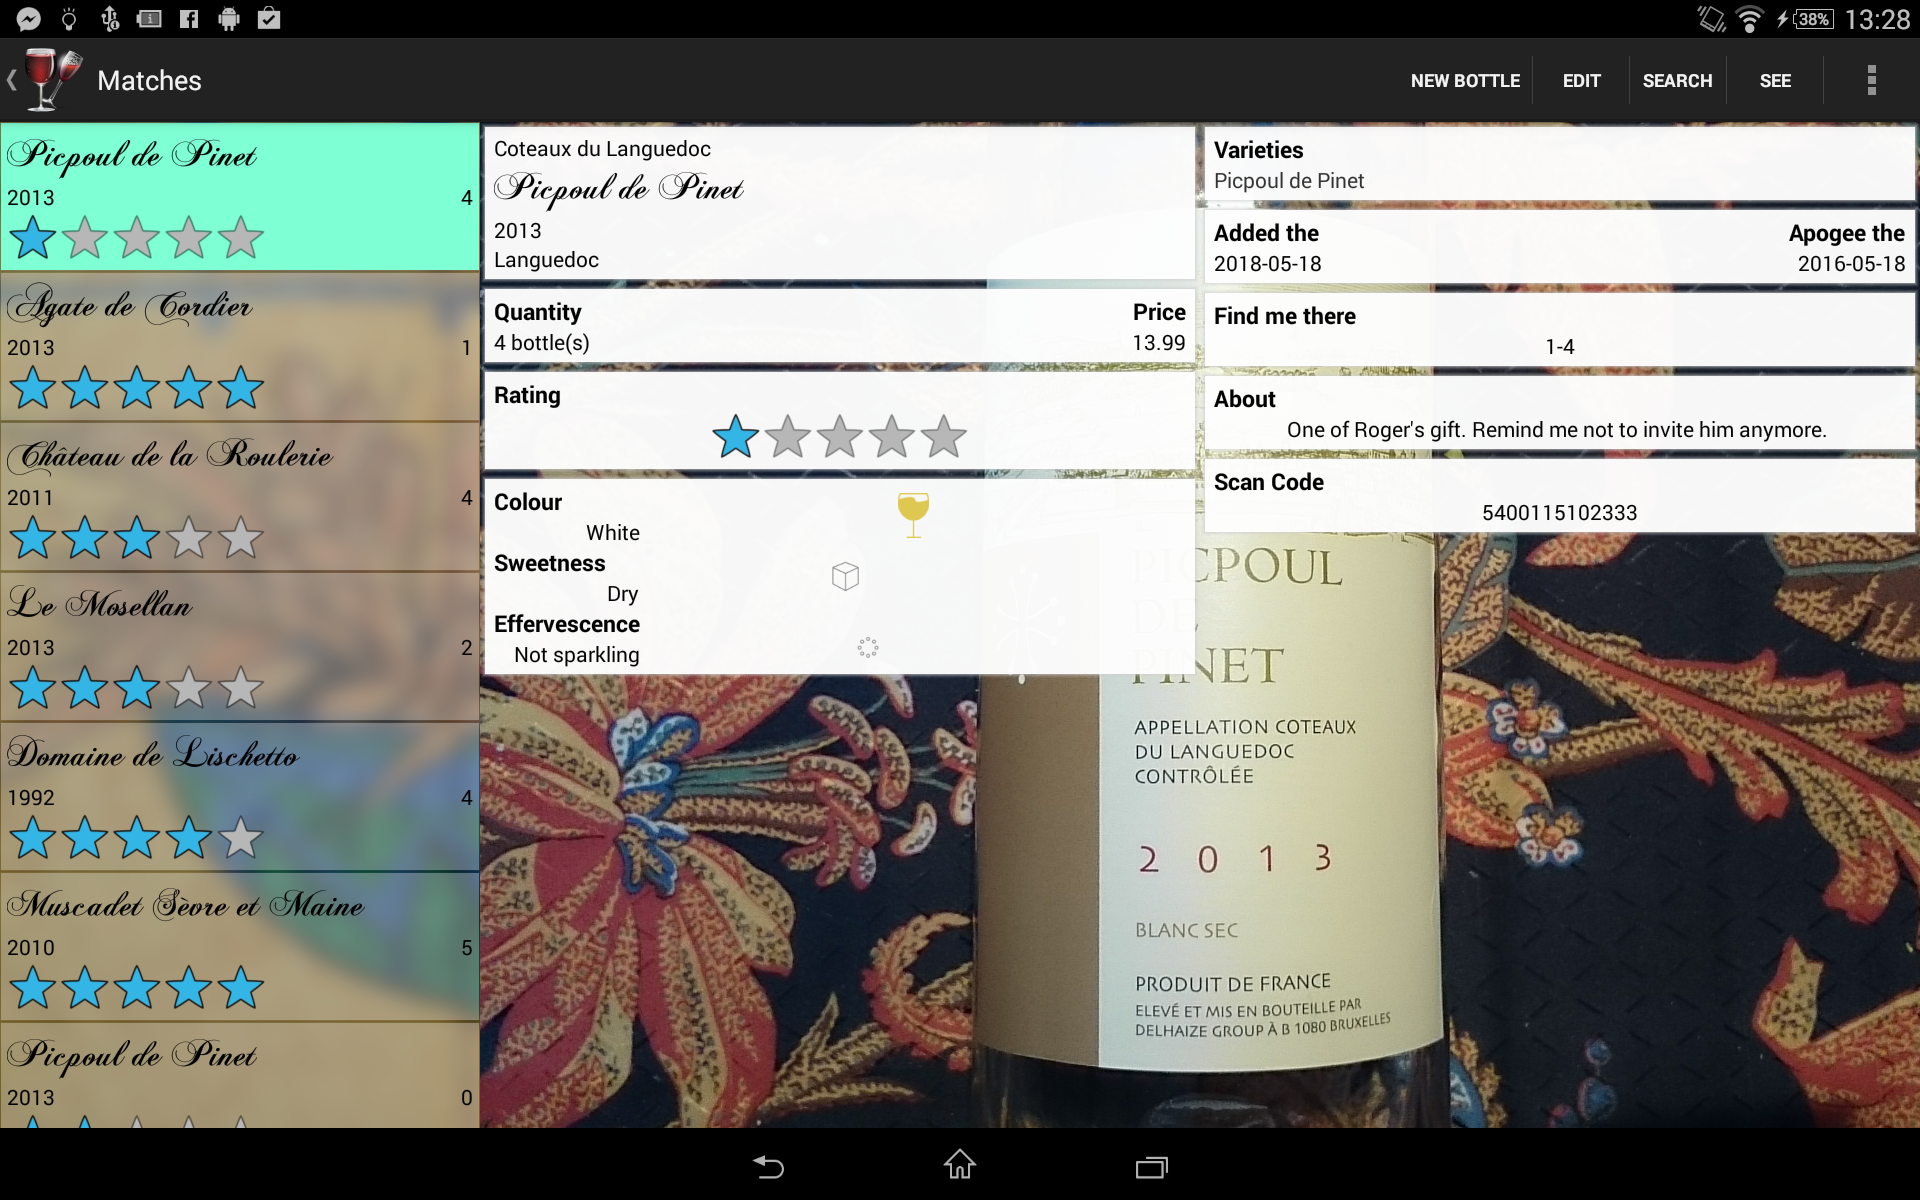 38%
13:28
Matches
NEW BOTTLE
EDIT
SEARCH
SEE
Picpoul de Pinet
2013
4
Agate de Cordier
2013
1
Château de la Roulerie
2011
4
Le Mosellan
2013
2
Domaine de Lischetto
1992
4
Muscadet Sèvre et Maine
2010
5
Picpoul de Pinet
2013
0
Coteaux du Languedoc
Picpoul de Pinet
2013
Languedoc
Quantity
Price
4 bottle(s)
13.99
Rating
Colour
White
Sweetness
Dry
Effervescence
Not sparkling
Varieties
Picpoul de Pinet
Added the
Apogee the
2018-05-18
2016-05-18
Find me there
1-4
About
One of Roger's gift. Remind me not to invite him anymore.
Scan Code
5400115102333
PICPOUL
DE
PINET
APPELLATION COTEAUX
DU LANGUEDOC
CONTRÔLÉE
2 0 1 3
BLANC SEC
PRODUIT DE FRANCE
ELEVÉ ET MIS EN BOUTEILLE PAR
DELHAIZE GROUP À B 1080 BRUXELLES